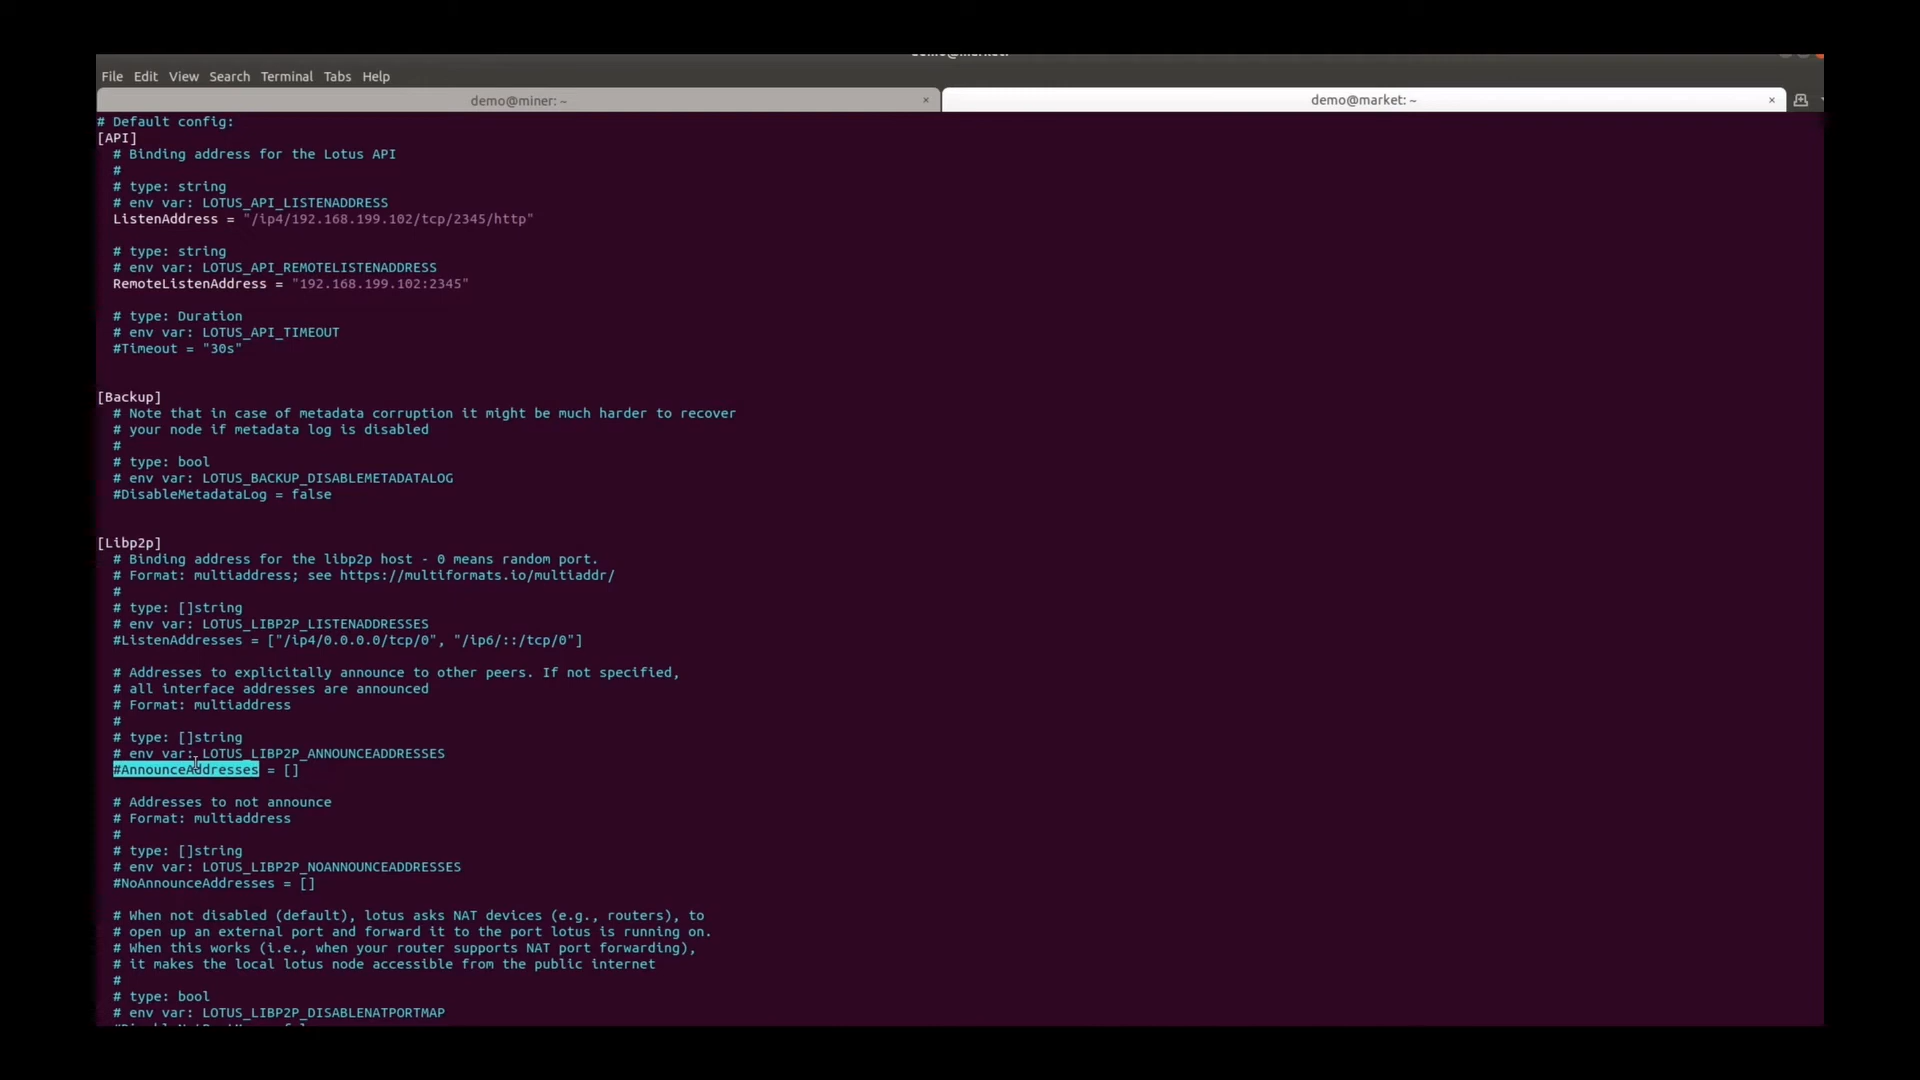 demo@market:
File Edit View Search Terminal Tabs Help
demo@miner: ~ × demo@market: ~ ×
# Default config:
[API]
# Binding address for the Lotus API
#
# type: string
# env var: LOTUS_API_LISTENADDRESS
ListenAddress = "/ip4/192.168.199.102/tcp/2345/http"
# type: string
# env var: LOTUS_API_REMOTELISTENADDRESS
RemoteListenAddress = "192.168.199.102:2345"
# type: Duration
# env var: LOTUS_API_TIMEOUT
#Timeout = "30s"
[Backup]
# Note that in case of metadata corruption it might be much harder to recover
# your node if metadata log is disabled
#
# type: bool
# env var: LOTUS_BACKUP_DISABLEMETADATALOG
#DisableMetadataLog = false
[Libp2p]
# Binding address for the libp2p host - 0 means random port.
# Format: multiaddress; see https://multiformats.io/multiaddr/
#
# type: []string
# env var: LOTUS_LIBP2P_LISTENADDRESSES
#ListenAddresses = ["/ip4/0.0.0.0/tcp/0", "/ip6/::/tcp/0"]
# Addresses to explicitally announce to other peers. If not specified,
# all interface addresses are announced
# Format: multiaddress
#
# type: []string
# env var: LOTUS_LIBP2P_ANNOUNCEADDRESSES
#AnnounceAddresses = []
# Addresses to not announce
# Format: multiaddress
#
# type: []string
# env var: LOTUS_LIBP2P_NOANNOUNCEADDRESSES
#NoAnnounceAddresses = []
# When not disabled (default), lotus asks NAT devices (e.g., routers), to
# open up an external port and forward it to the port lotus is running on.
# When this works (i.e., when your router supports NAT port forwarding),
# it makes the local lotus node accessible from the public internet
#
# type: bool
# env var: LOTUS_LIBP2P_DISABLENATPORTMAP